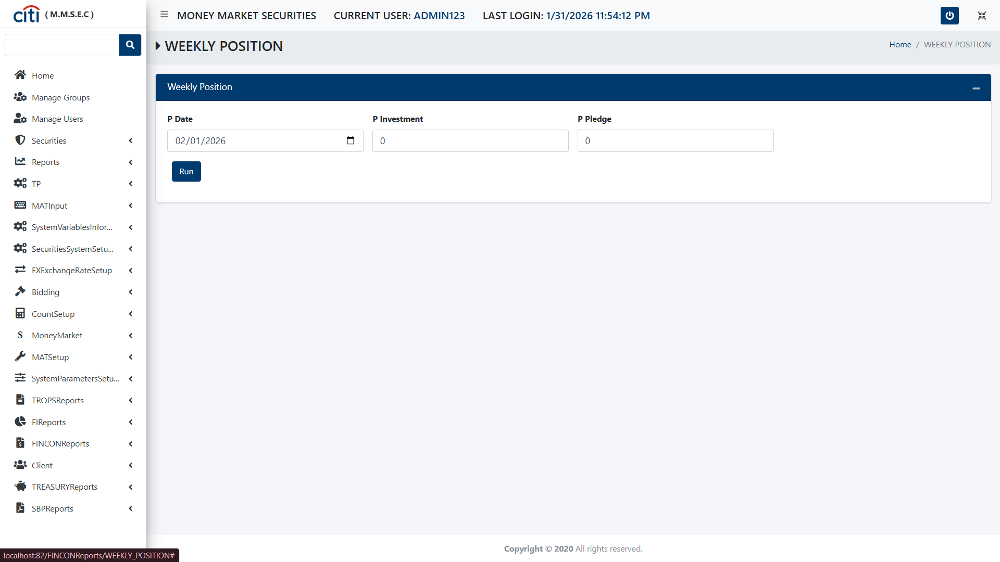 citi ( M.M.S.E.C )
MONEY MARKET SECURITIES CURRENT USER: ADMIN123 LAST LOGIN: 1/31/2026 11:54:12 PM
WEEKLY POSITION
Home / WEEKLY POSITION
Home
Manage Groups
Manage Users
Securities
Reports
TP
MATInput
SystemVariablesInfor...
SecuritiesSystemSetu...
FXExchangeRateSetup
Bidding
CountSetup
MoneyMarket
MATSetup
SystemParametersSetu...
TROPSReports
FIReports
FINCONReports
Client
TREASURYReports
SBPReports
Weekly Position
P Date P Investment P Pledge
02/01/2026 0 0
Run
Copyright © 2020 All rights reserved.
localhost:82/FINCONReports/WEEKLY_POSITION#